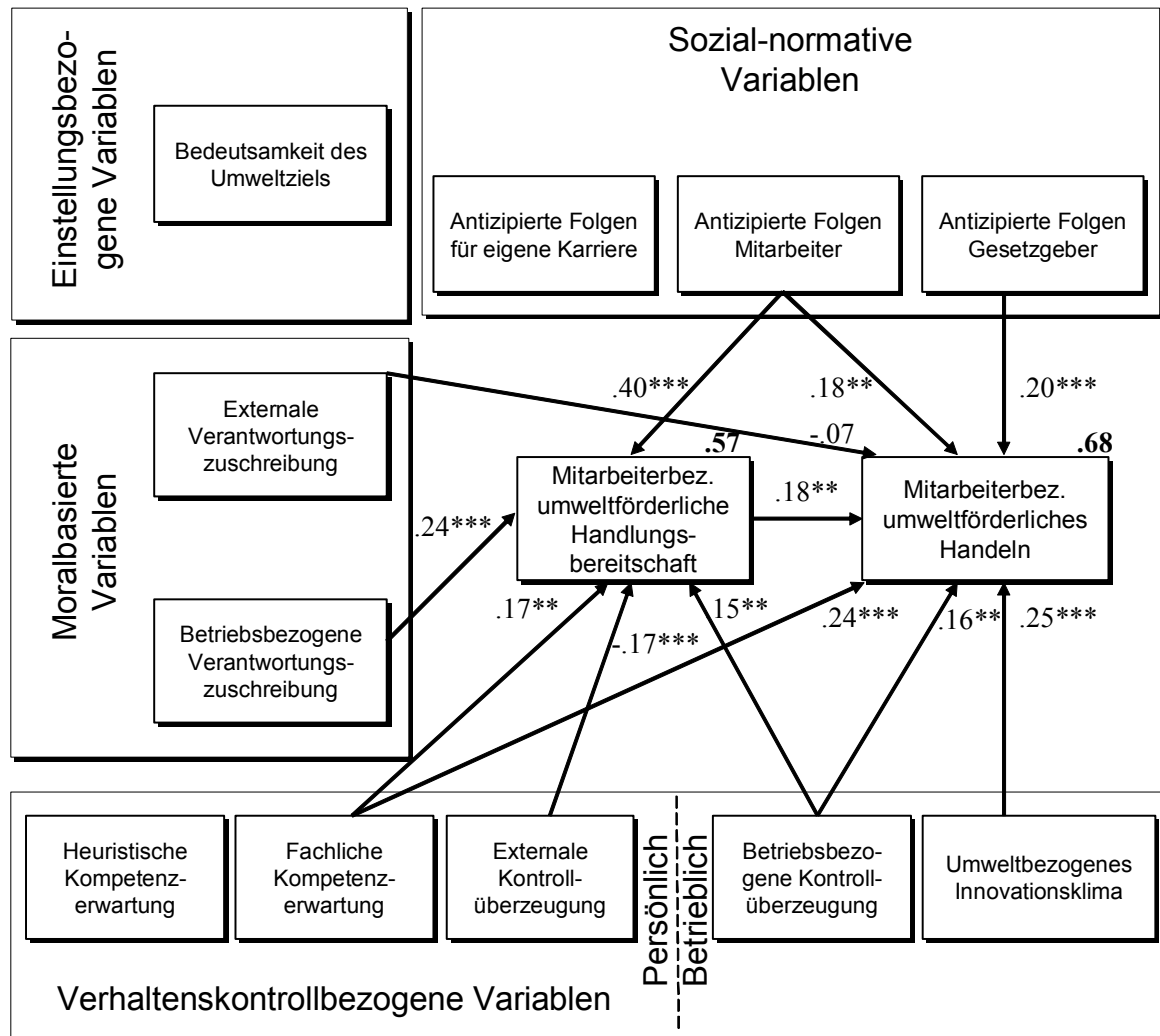 Einstellungsbezo-
gene Variablen
Bedeutsamkeit des
Umweltziels
Sozial-normative
Variablen
Antizipierte Folgen
für eigene Karriere
Antizipierte Folgen
Mitarbeiter
Antizipierte Folgen
Gesetzgeber
Moralbasierte
Variablen
Externale
Verantwortungs-
zuschreibung
Betriebsbezogene
Verantwortungs-
zuschreibung
.40***
.18**
.20***
-.07
.57
.68
Mitarbeiterbez.
umweltförderliche
Handlungs-
bereitschaft
.18**
Mitarbeiterbez.
umweltförderliches
Handeln
.24***
.17**
-.17***
.15**
.24***
.16**
.25***
Heuristische
Kompetenz-
erwartung
Fachliche
Kompetenz-
erwartung
Externale
Kontroll-
überzeugung
Persönlich
Betrieblich
Betriebsbezo-
gene Kontroll-
überzeugung
Umweltbezogenes
Innovationsklima
Verhaltenskontrollbezogene Variablen